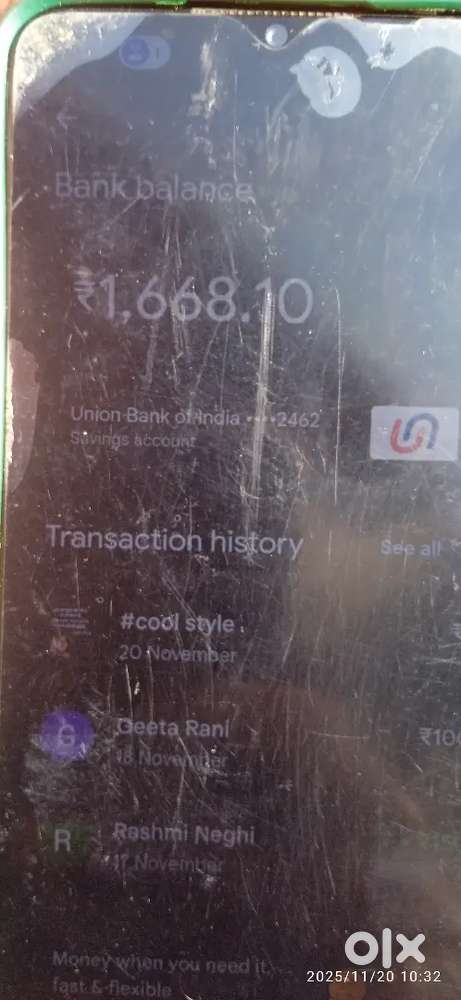 Bank balance
₹1,668.10
Union Bank of India ••••2462
Savings account
Transaction history
See all
#cool style
20 November
Geeta Rani
18 November
₹10
Rashmi Neghi
17 November
Money when you need it,
fast & flexible
olx
2025/11/20 10:32
G
R